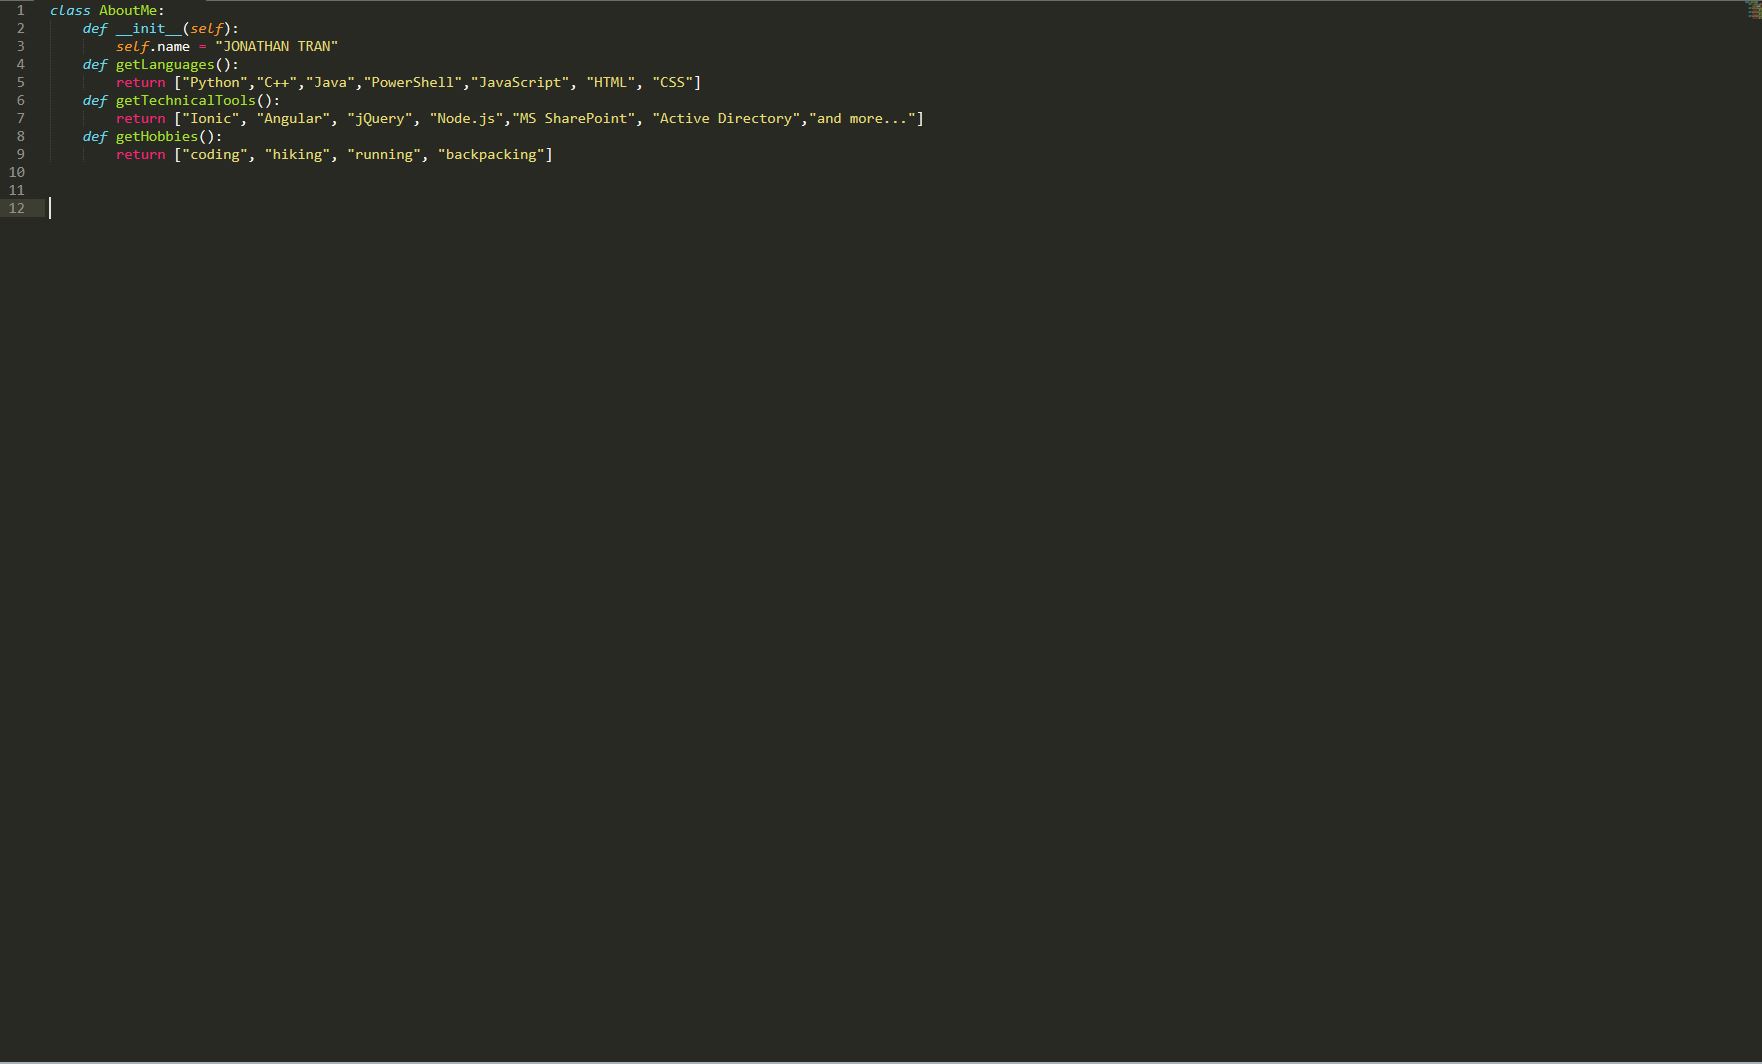 1 class AboutMe:
2     def __init__(self):
3         self.name = "JONATHAN TRAN"
4     def getLanguages():
5         return ["Python","C++","Java","PowerShell","JavaScript", "HTML", "CSS"]
6     def getTechnicalTools():
7         return ["Ionic", "Angular", "jQuery", "Node.js","MS SharePoint", "Active Directory","and more..."]
8     def getHobbies():
9         return ["coding", "hiking", "running", "backpacking"]
10
11
12